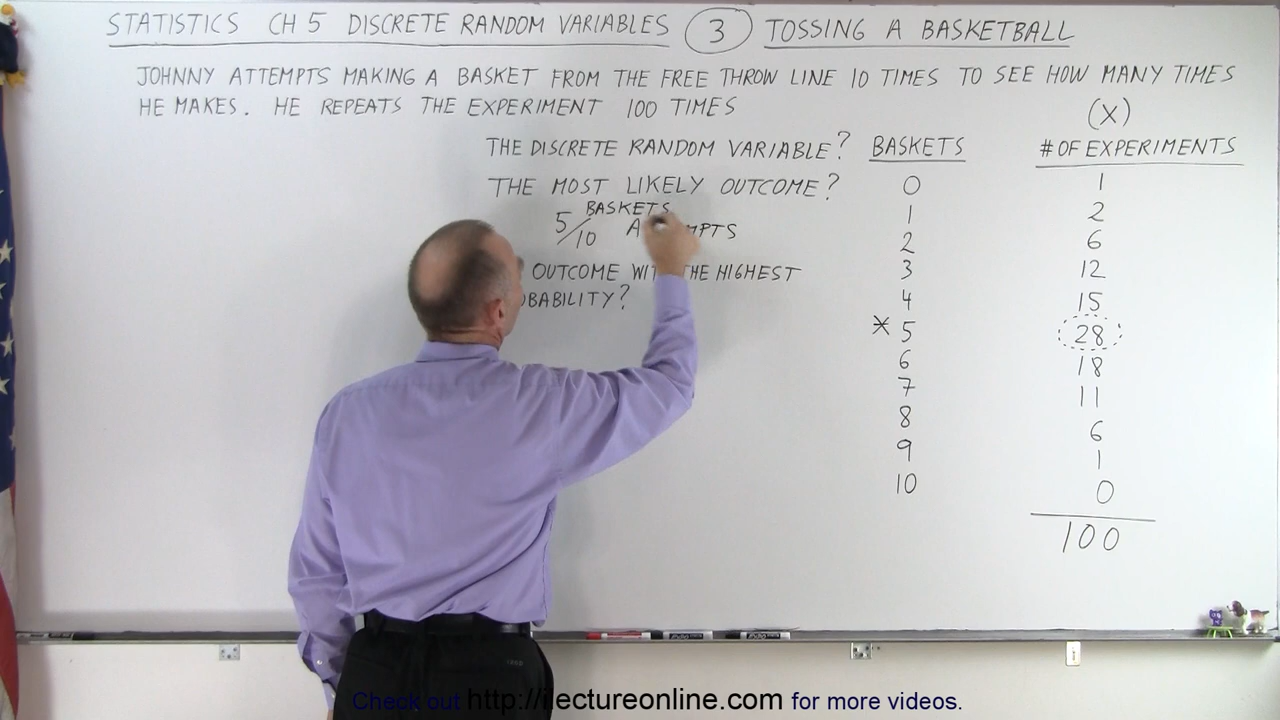 STATISTICS CH 5 DISCRETE RANDOM VARIABLES 3 TOSSING A BASKETBALL
JOHNNY ATTEMPTS MAKING A BASKET FROM THE FREE THROW LINE 10 TIMES TO SEE HOW MANY TIMES
HE MAKES. HE REPEATS THE EXPERIMENT 100 TIMES
(X)
THE DISCRETE RANDOM VARIABLE? BASKETS # OF EXPERIMENTS
THE MOST LIKELY OUTCOME? 0 1
BASKETS
5/10
1 2
2 6
OUTCOME THE HIGHEST 3 12
4 15
* 5 28
6 18
7 11
8 6
9 1
10 0
100
Check out http://ilectureonline.com for more videos.